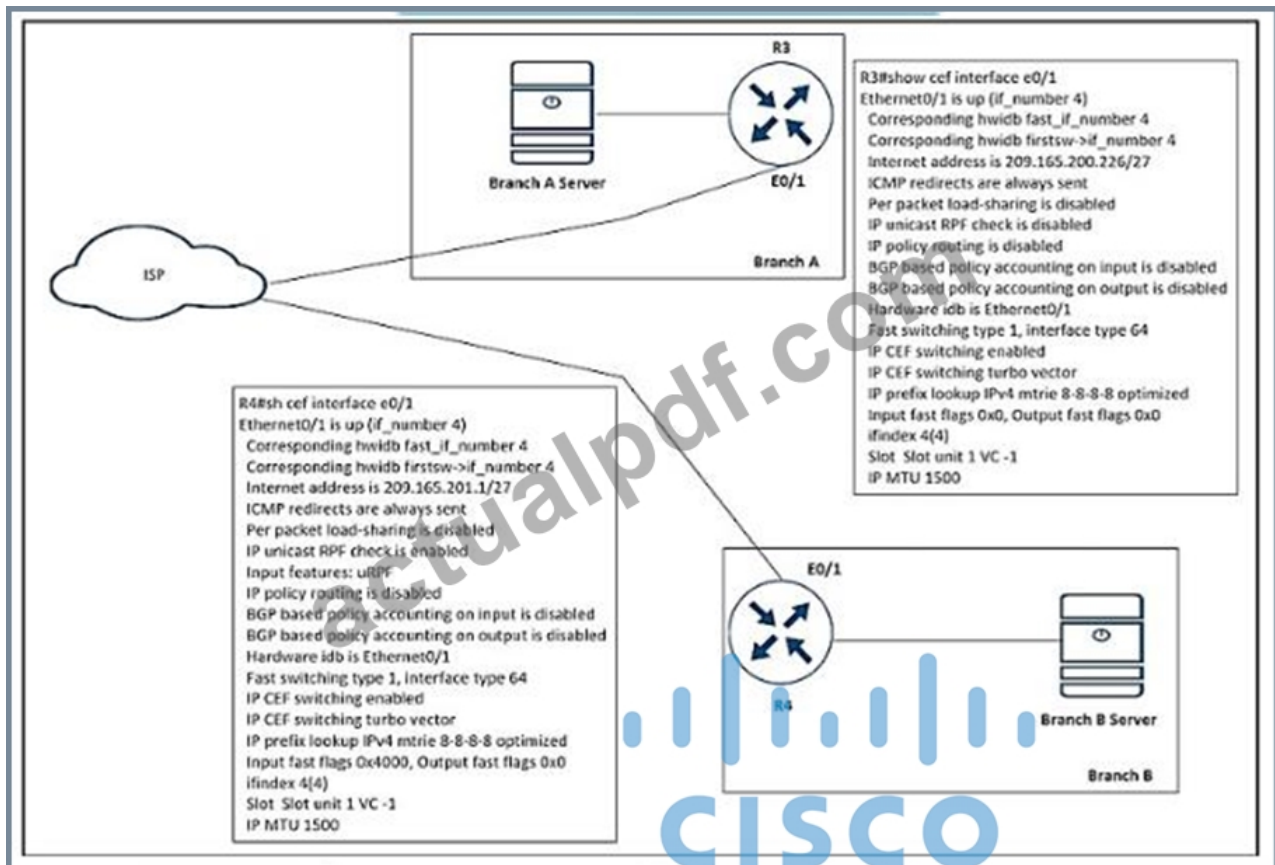 R3
Branch A Server
E0/1
Branch A
ISP
R3#show cef interface e0/1
Ethernet0/1 is up (if_number 4)
Corresponding hwidb fast_if_number 4
Corresponding hwidb firstsw->if_number 4
Internet address is 209.165.200.226/27
ICMP redirects are always sent
Per packet load-sharing is disabled
IP unicast RPF check is disabled
IP policy routing is disabled
BGP based policy accounting on input is disabled
BGP based policy accounting on output is disabled
Hardware idb is Ethernet0/1
Fast switching type 1, interface type 64
IP CEF switching enabled
IP CEF switching turbo vector
IP prefix lookup IPv4 mtrie 8-8-8-8 optimized
Input fast flags 0x0, Output fast flags 0x0
ifindex 4(4)
Slot Slot unit 1 VC -1
IP MTU 1500
R4#sh cef interface e0/1
Ethernet0/1 is up (if_number 4)
Corresponding hwidb fast_if_number 4
Corresponding hwidb firstsw->if_number 4
Internet address is 209.165.201.1/27
ICMP redirects are always sent
Per packet load-sharing is disabled
IP unicast RPF check is enabled
Input features: uRPF
IP policy routing is disabled
BGP based policy accounting on input is disabled
BGP based policy accounting on output is disabled
Hardware idb is Ethernet0/1
Fast switching type 1, interface type 64
IP CEF switching enabled
IP CEF switching turbo vector
IP prefix lookup IPv4 mtrie 8-8-8-8 optimized
Input fast flags 0x4000, Output fast flags 0x0
ifindex 4(4)
Slot Slot unit 1 VC -1
IP MTU 1500
E0/1
R4
Branch B Server
Branch B
actualpdf.com
CISCO